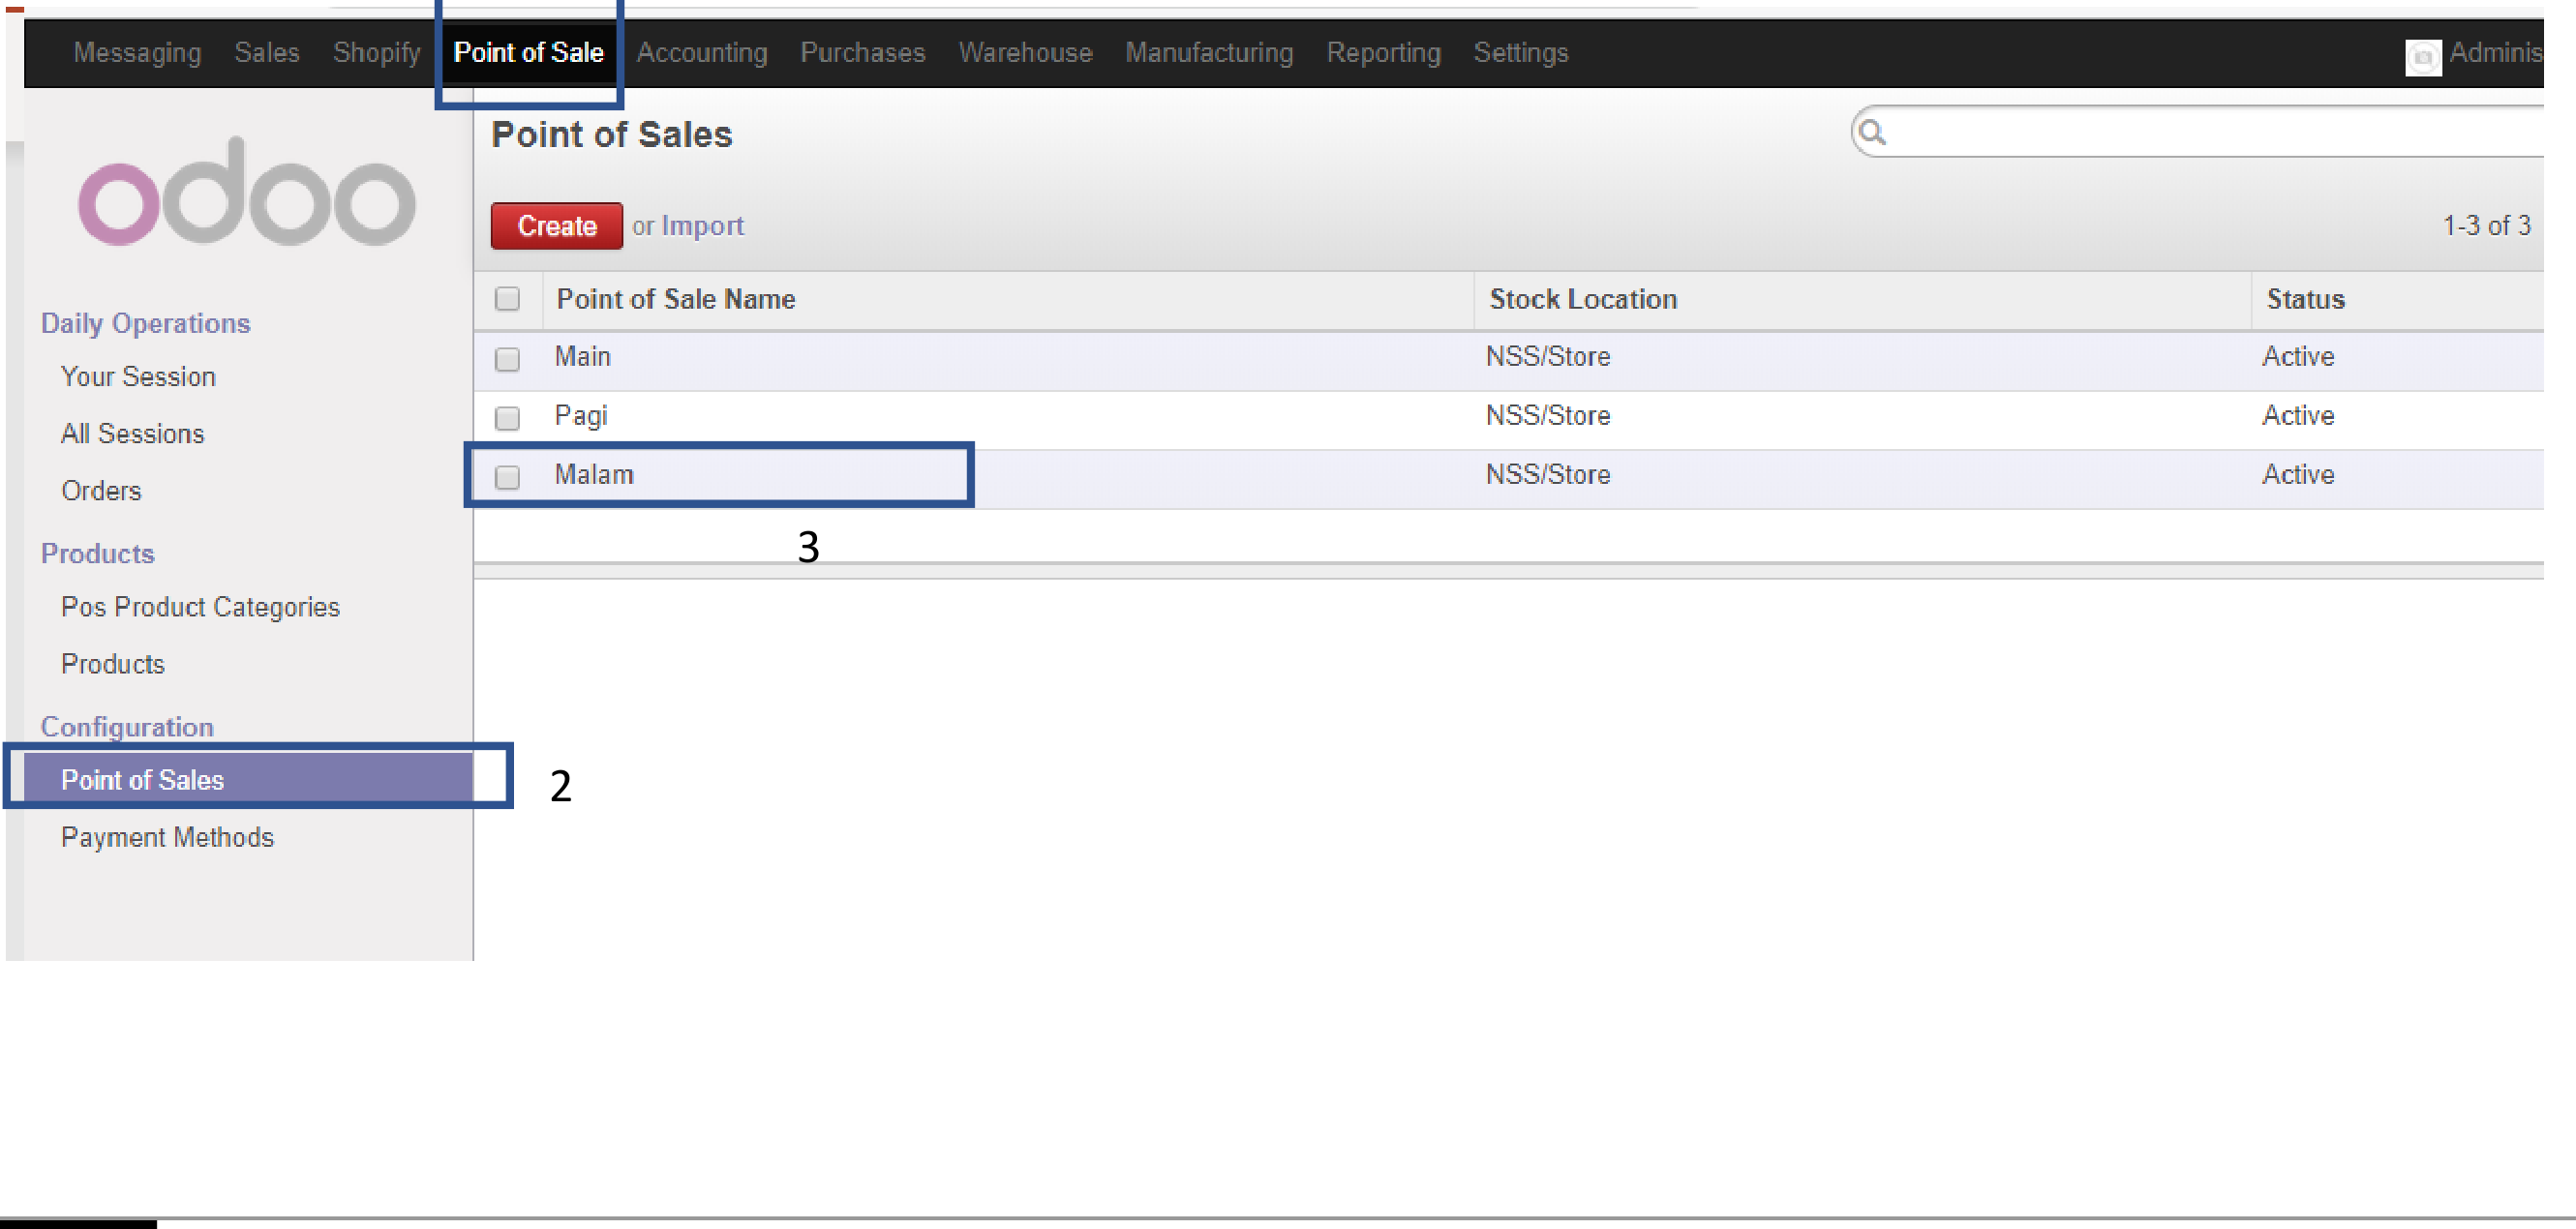 Messaging Sales Shopify Point of Sale Accounting Purchases Warehouse Manufacturing Reporting Settings Adminis
odoo
Point of Sales
Create or Import
1-3 of 3
Point of Sale Name Stock Location Status
Main NSS/Store Active
Pagi NSS/Store Active
Malam NSS/Store Active
3
Daily Operations
Your Session
All Sessions
Orders
Products
Pos Product Categories
Products
Configuration
Point of Sales
2
Payment Methods